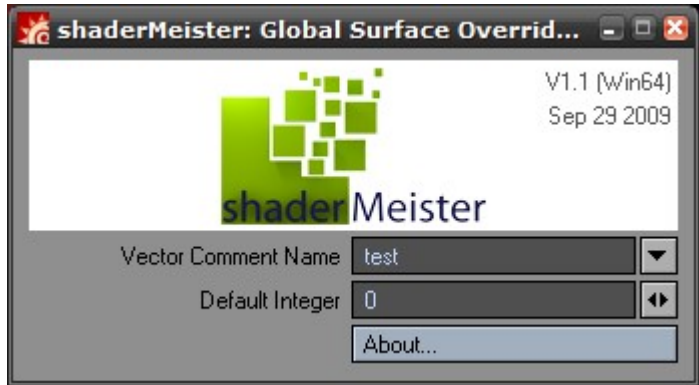 shaderMeister: Global Surface Overrid...
V1.1 (Win64)
Sep 29 2009
shaderMeister
Vector Comment Name test
Default Integer 0
About...